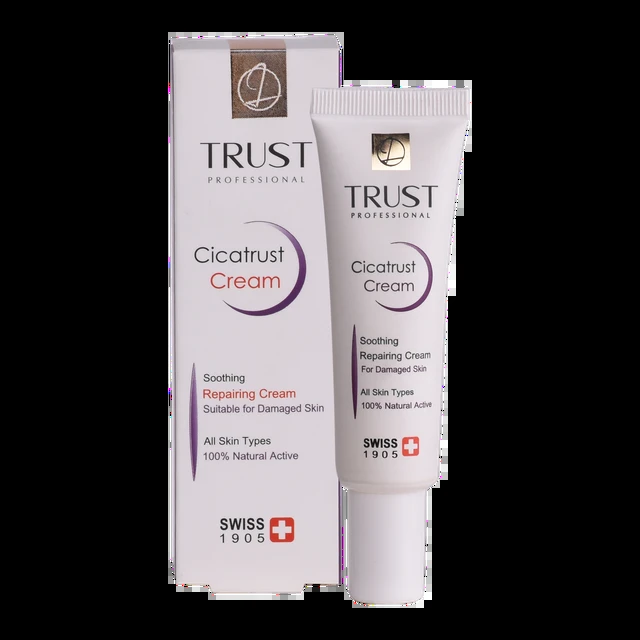 TRUST
PROFESSIONAL
Cicatrust
Cream
Soothing
Repairing Cream
Suitable for Damaged Skin
All Skin Types
100% Natural Active
SWISS
1905
TRUST
PROFESSIONAL
Cicatrust
Cream
Soothing
Repairing Cream
For Damaged Skin
All Skin Types
100% Natural Active
SWISS
1905